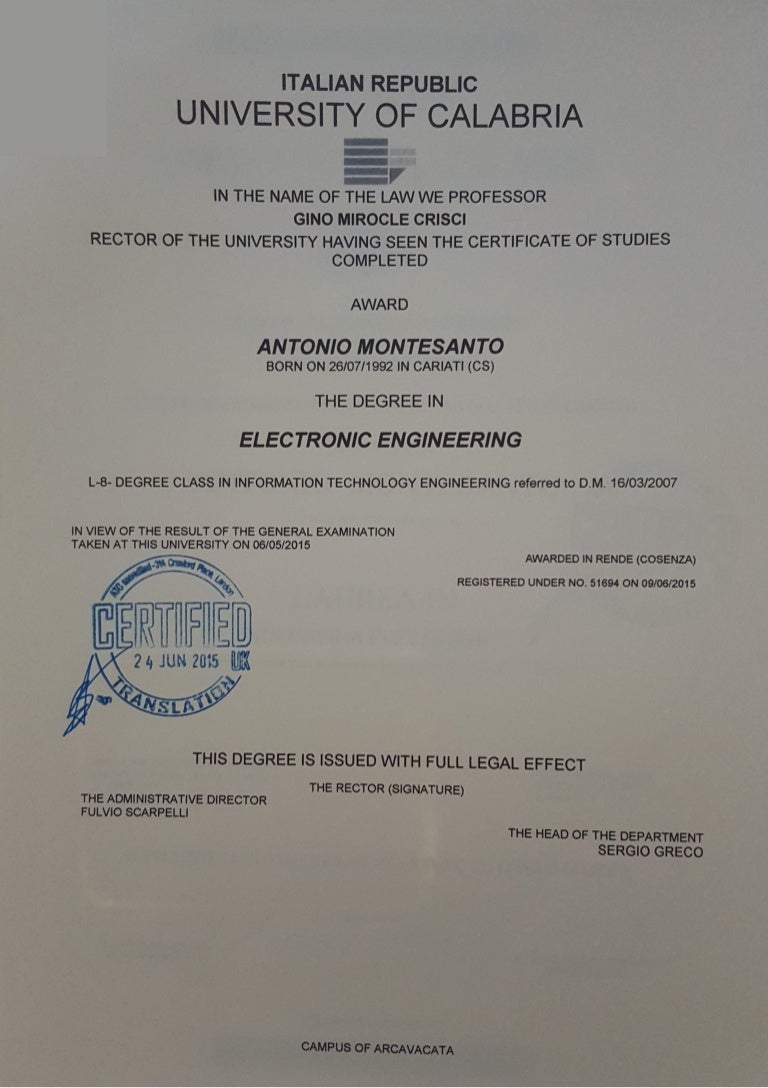 ITALIAN REPUBLIC
UNIVERSITY OF CALABRIA
IN THE NAME OF THE LAW WE PROFESSOR
GINO MIROCLE CRISCI
RECTOR OF THE UNIVERSITY HAVING SEEN THE CERTIFICATE OF STUDIES
COMPLETED
AWARD
ANTONIO MONTESANTO
BORN ON 26/07/1992 IN CARIATI (CS)
THE DEGREE IN
ELECTRONIC ENGINEERING
L-8- DEGREE CLASS IN INFORMATION TECHNOLOGY ENGINEERING referred to D.M. 16/03/2007
IN VIEW OF THE RESULT OF THE GENERAL EXAMINATION
TAKEN AT THIS UNIVERSITY ON 06/05/2015
AWARDED IN RENDE (COSENZA)
REGISTERED UNDER NO. 51694 ON 09/06/2015
accredited Crawford Place, London
CERTIFIED
24 JUN 2015 UK
TRANSLATION
THIS DEGREE IS ISSUED WITH FULL LEGAL EFFECT
THE RECTOR (SIGNATURE)
THE ADMINISTRATIVE DIRECTOR
FULVIO SCARPELLI
THE HEAD OF THE DEPARTMENT
SERGIO GRECO
CAMPUS OF ARCAVACATA